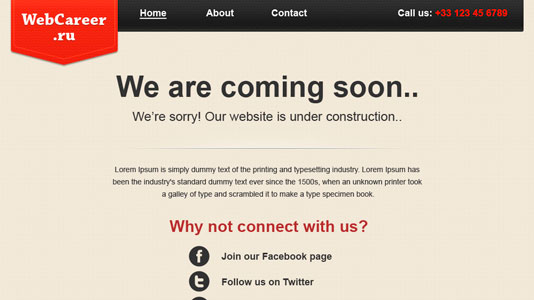 WebCareer
.ru
Home About Contact Call us: +33 123 45 6789
We are coming soon..
We're sorry! Our website is under construction..
Lorem Ipsum is simply dummy text of the printing and typesetting industry. Lorem Ipsum has
been the industry's standard dummy text ever since the 1500s, when an unknown printer took
a galley of type and scrambled it to make a type specimen book.
Why not connect with us?
Join our Facebook page
Follow us on Twitter